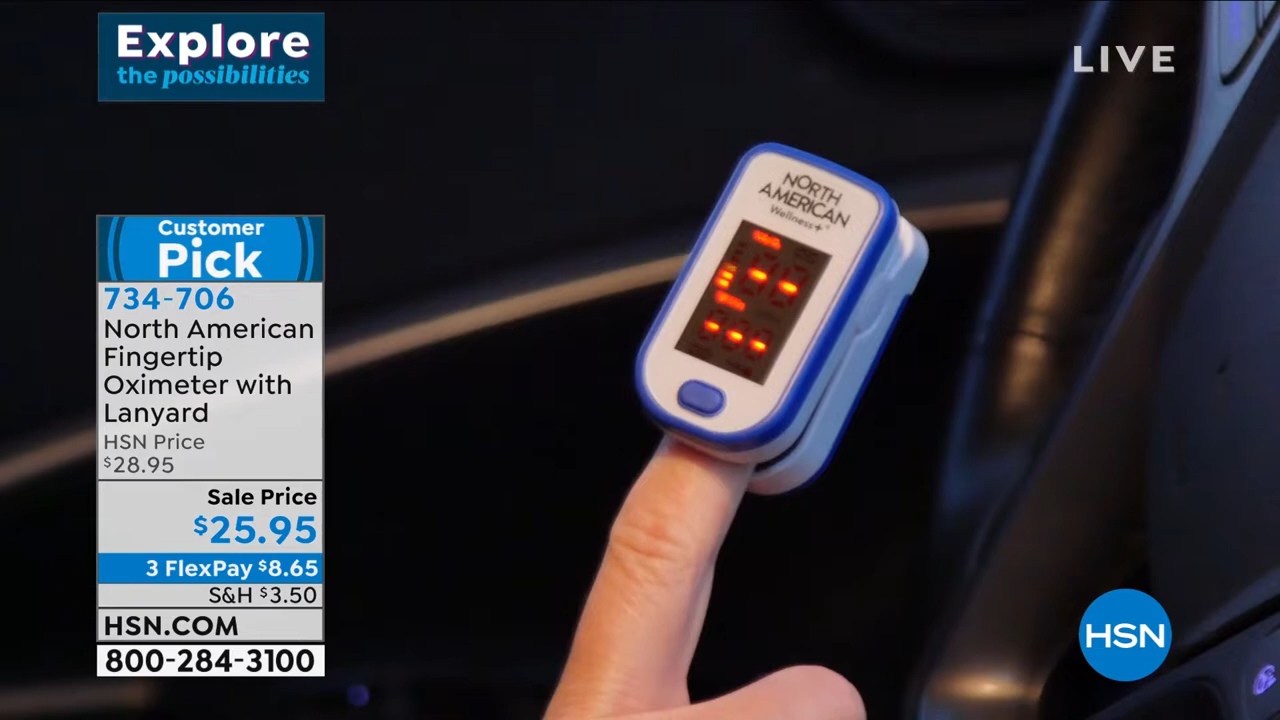 Explore
the possibilities
LIVE
Customer
Pick
734-706
North American
Fingertip
Oximeter with
Lanyard
HSN Price
$28.95
Sale Price
$25.95
3 FlexPay $8.65
S&H $3.50
HSN.COM
800-284-3100
NORTH
AMERICAN
Wellness+
HSN